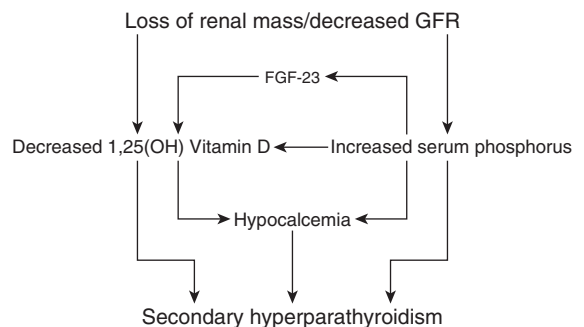 Loss of renal mass/decreased GFR
FGF-23
Decreased 1,25(OH) Vitamin D
Increased serum phosphorus
Hypocalcemia
Secondary hyperparathyroidism